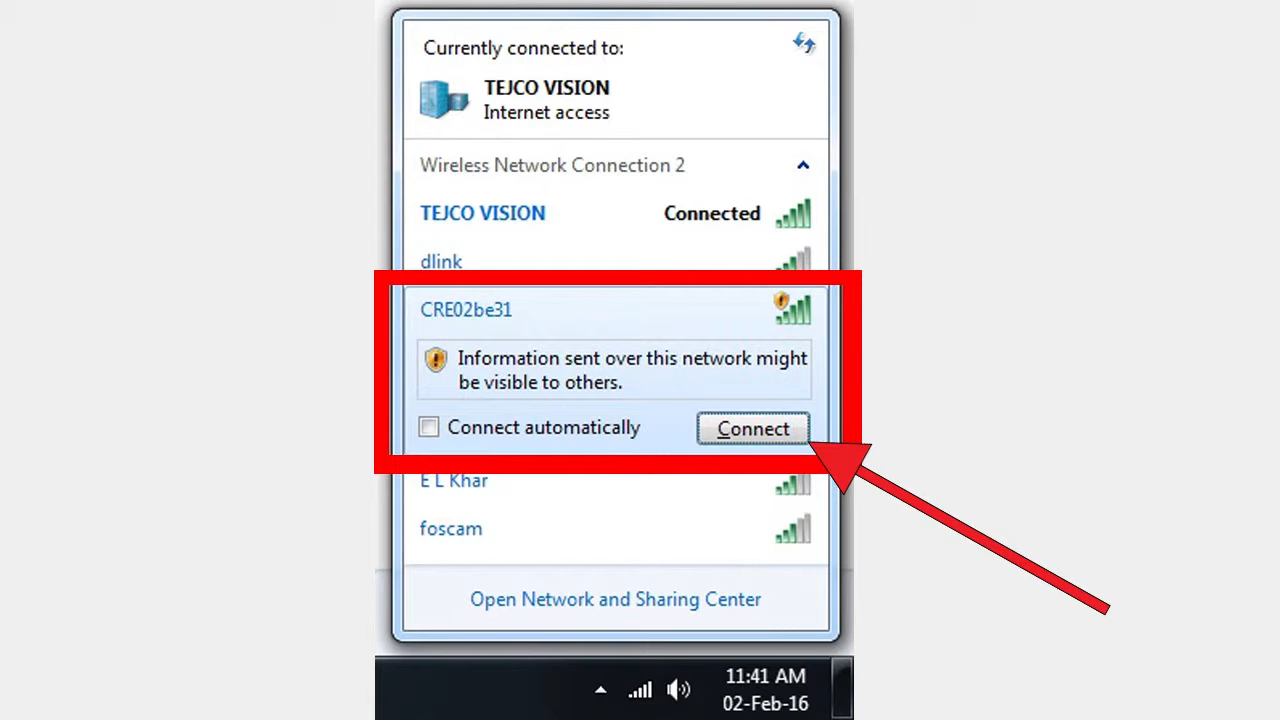 Currently connected to:
TEJCO VISION
Internet access
Wireless Network Connection 2
TEJCO VISION Connected
dlink
CRE02be31
Information sent over this network might
be visible to others.
Connect automatically Connect
E L Khar
foscam
Open Network and Sharing Center
11:41 AM
02-Feb-16